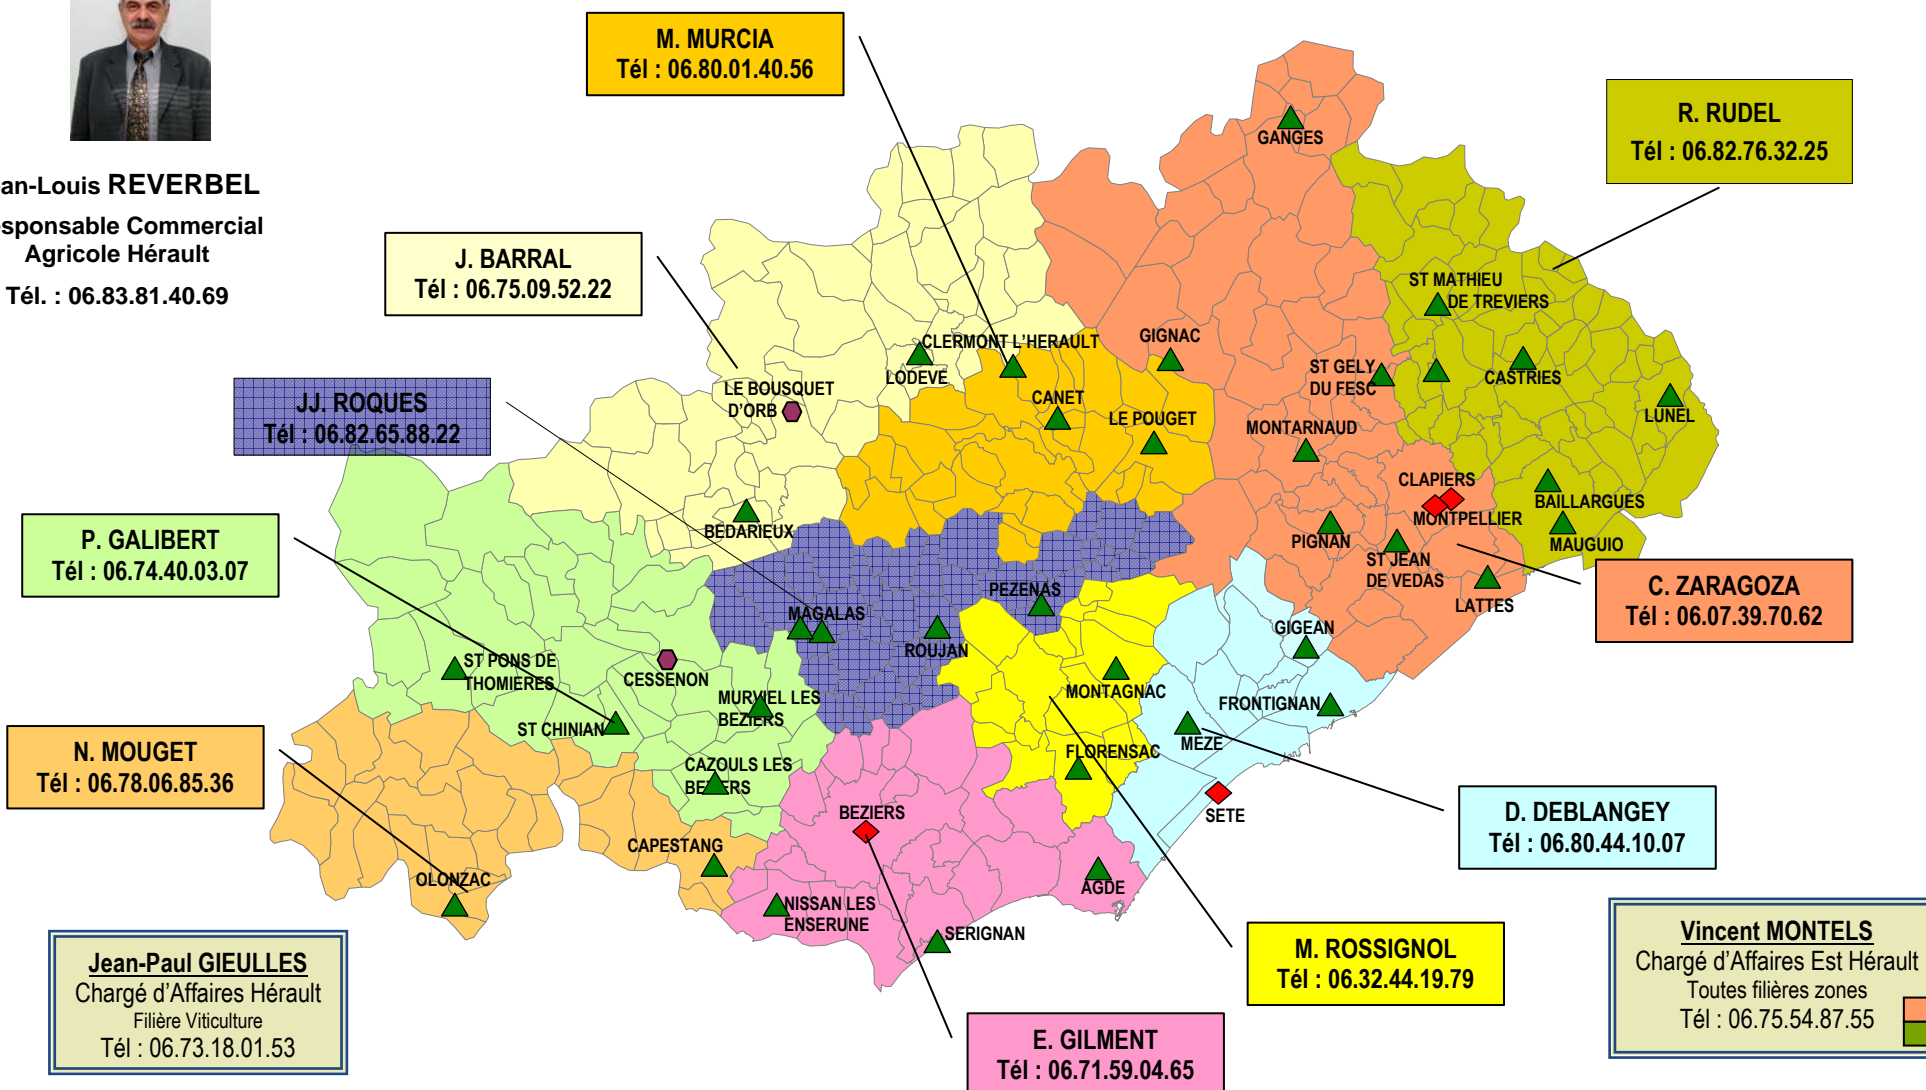 M. MURCIA
Tél : 06.80.01.40.56
R. RUDEL
Tél : 06.82.76.32.25
an-Louis REVERBEL
sponsable Commercial
Agricole Hérault
Tél. : 06.83.81.40.69
J. BARRAL
Tél : 06.75.09.52.22
JJ. ROQUES
Tél : 06.82.65.88.22
P. GALIBERT
Tél : 06.74.40.03.07
N. MOUGET
Tél : 06.78.06.85.36
C. ZARAGOZA
Tél : 06.07.39.70.62
D. DEBLANGEY
Tél : 06.80.44.10.07
M. ROSSIGNOL
Tél : 06.32.44.19.79
E. GILMENT
Tél : 06.71.59.04.65
Jean-Paul GIEULLES
Chargé d'Affaires Hérault
Filière Viticulture
Tél : 06.73.18.01.53
Vincent MONTELS
Chargé d'Affaires Est Hérault
Toutes filières zones
Tél : 06.75.54.87.55
GANGES
ST MATHIEU
DE TREVIERS
CLERMONT L'HERAULT
GIGNAC
LODEVE
ST GELY
DU FESC
CASTRIES
LE BOUSQUET
D'ORB
CANET
LE POUGET
LUNEL
MONTARNAUD
CLAPIERS
BAILLARGUES
MONTPELLIER
BEDARIEUX
PIGNAN
MAUGUIO
ST JEAN
DE VEDAS
LATTES
PEZENAS
MAGALAS
GIGEAN
ROUJAN
ST PONS DE
THOMIERES
CESSENON
MONTAGNAC
MURVIEL LES
BEZIERS
FRONTIGNAN
ST CHINIAN
MEZE
FLORENSAC
CAZOULS LES
BEZIERS
BEZIERS
SETE
CAPESTANG
OLONZAC
AGDE
NISSAN LES
ENSERUNE
SERIGNAN